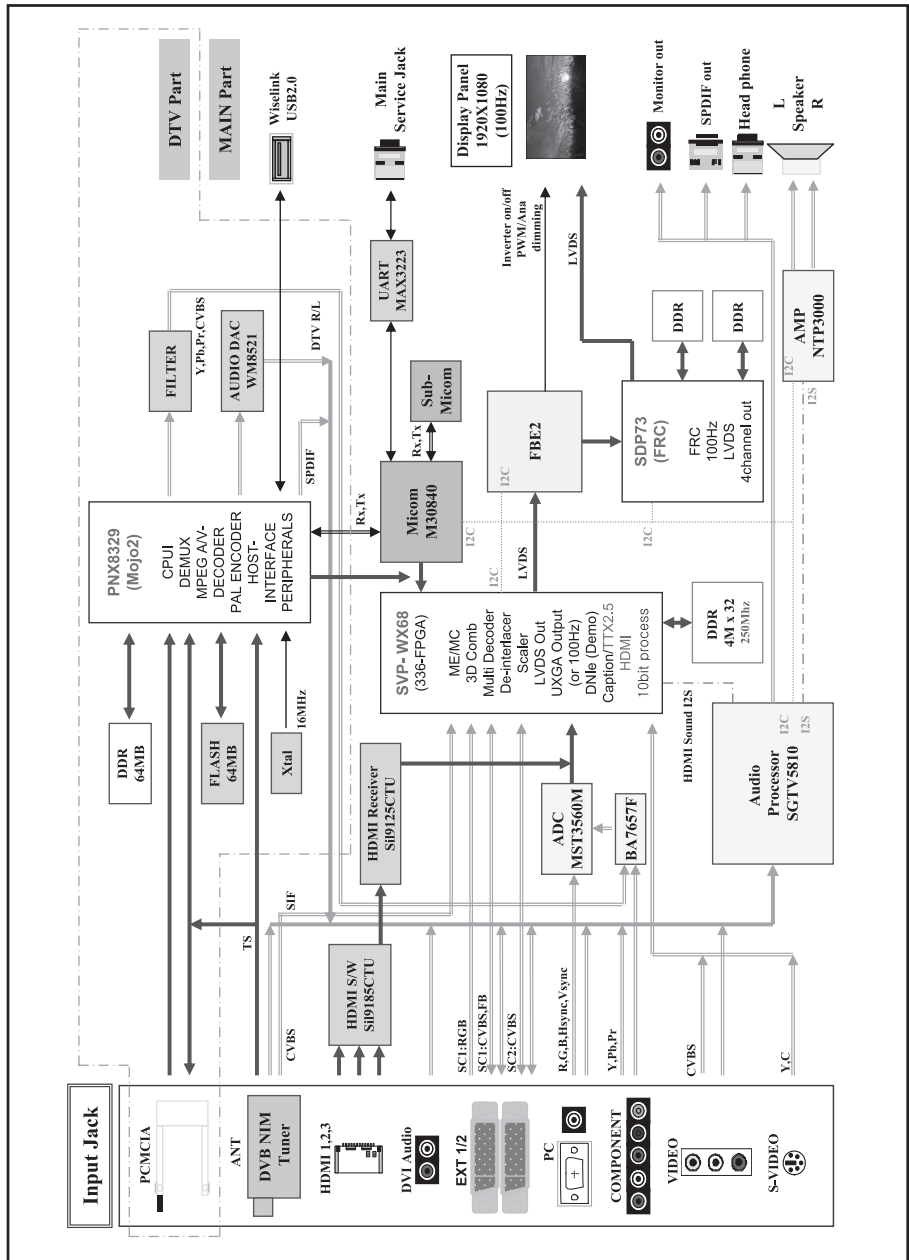 Input Jack
PCMCIA
ANT
DVB NIM
Tuner
HDMI 1,2,3
DVI Audio
EXT 1/2
PC
COMPONENT
VIDEO
S-VIDEO
TS
CVBS
SIF
HDMI S/W
Sil9185CTU
HDMI Receiver
Sil9125CTU
SC1:RGB
SC1:CVBS,FB
SC2:CVBS
R,G,B,Hsync,Vsync
Y,Pb,Pr
CVBS
Y,C
DDR
64MB
FLASH
64MB
Xtal
16MHz
ADC
MST3560M
BA7657F
PNX8329
(Mojo2)
CPUI
DEMUX
MPEG A/V-
DECODER
PAL ENCODER
HOST-
INTERFACE
PERIPHERALS
FILTER
Y,Pb,Pr,CVBS
AUDIO DAC
WM8521
DTV R/L
SPDIF
Rx,Tx
Micom
M30840
Rx,Tx
Sub-
Micom
UART
MAX3223
SVP- WX68
(336-FPGA)
ME/MC
3D Comb
Multi Decoder
De-interlacer
Scaler
LVDS Out
UXGA Output
(or 100Hz)
DNIe (Demo)
Caption/TTX2.5
HDMI
10bit process
I2C
I2C
LVDS
FBE2
I2C
SDP73
(FRC)
FRC
100Hz
LVDS
4channel out
DDR
DDR
DDR
4M x 32
250Mhz
HDMI Sound I2S
Audio
Processor
SGTV5810
I2C
I2S
I2C
I2S
AMP
NTP3000
Inverter on/off
PWM/Ana
dimming
LVDS
DTV Part
MAIN Part
Wiselink
USB2.0
Main
Service Jack
Display Panel
1920X1080
(100Hz)
Monitor out
SPDIF out
Head phone
L
Speaker
R